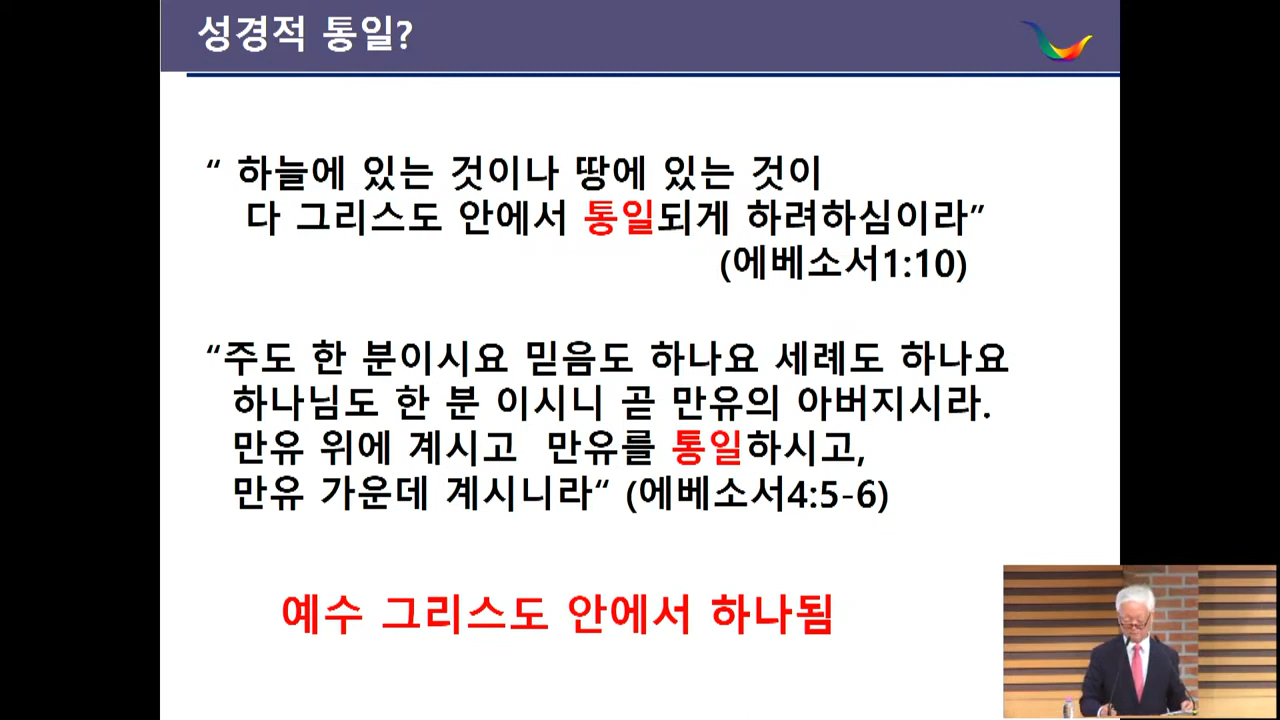 성경적 통일?
“ 하늘에 있는 것이나 땅에 있는 것이
다 그리스도 안에서 통일되게 하려하심이라”
(에베소서1:10)
“주도 한 분이시요 믿음도 하나요 세례도 하나요
하나님도 한 분 이시니 곧 만유의 아버지시라.
만유 위에 계시고 만유를 통일하시고,
만유 가운데 계시니라“ (에베소서4:5-6)
예수 그리스도 안에서 하나됨